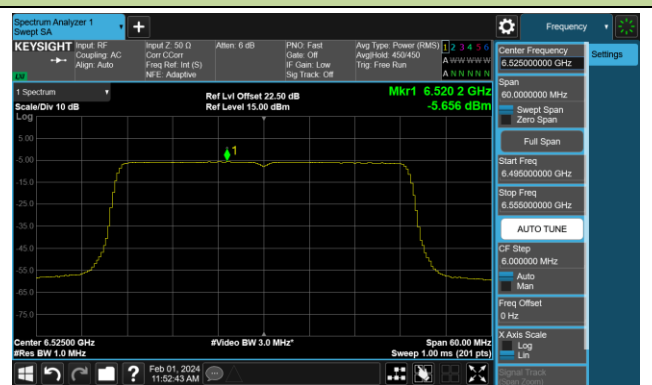 Spectrum Analyzer 1
Swept SA
Frequency
KEYSIGHT
Input: RF
Coupling: AC
Align: Auto
Input Z: 50 Ω
Corr CCorr
Freq Ref: Int (S)
NFE: Adaptive
Atten: 6 dB
PNO: Fast
Gate: Off
IF Gain: Low
Sig Track: Off
Avg Type: Power (RMS)
Avg|Hold: 450/450
Trig: Free Run
1 2 3 4 5 6
A W W W W W
A N N N N N
LW
1 Spectrum
Scale/Div 10 dB
Log
Ref Lvl Offset 22.50 dB
Ref Level 15.00 dBm
Mkr1 6.520 2 GHz
-5.656 dBm
5.00
-5.00
-15.0
-25.0
-35.0
-45.0
-55.0
-65.0
-75.0
1
Center 6.52500 GHz
#Res BW 1.0 MHz
#Video BW 3.0 MHz*
Span 60.00 MHz
Sweep 1.00 ms (201 pts)
Feb 01, 2024
11:52:43 AM
Center Frequency
6.525000000 GHz
Settings
Span
60.0000000 MHz
Swept Span
Zero Span
Full Span
Start Freq
6.495000000 GHz
Stop Freq
6.555000000 GHz
AUTO TUNE
CF Step
6.000000 MHz
Auto
Man
Freq Offset
0 Hz
X Axis Scale
Log
Lin
Signal Track
(Span Zoom)